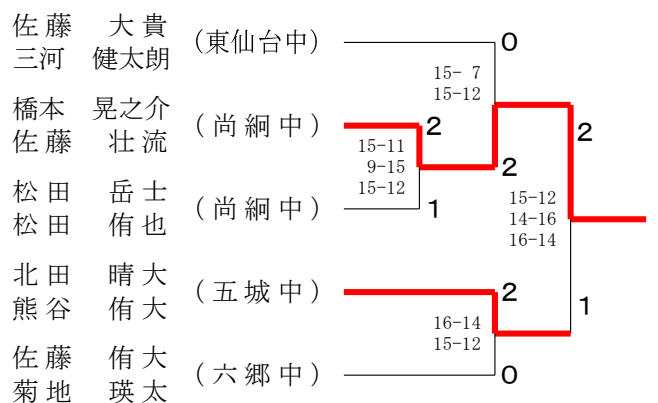 佐藤 大貴
三河 健太朗
(東仙台中)
0
15- 7
15-12
橋本 晃之介
佐藤 壮流
(尚絅中)
2
15-11
9-15
15-12
2
2
松田 岳士
松田 侑也
(尚絅中)
1
15-12
14-16
16-14
北田 晴大
熊谷 侑大
(五城中)
2
16-14
15-12
1
佐藤 侑大
菊地 瑛太
(六郷中)
0